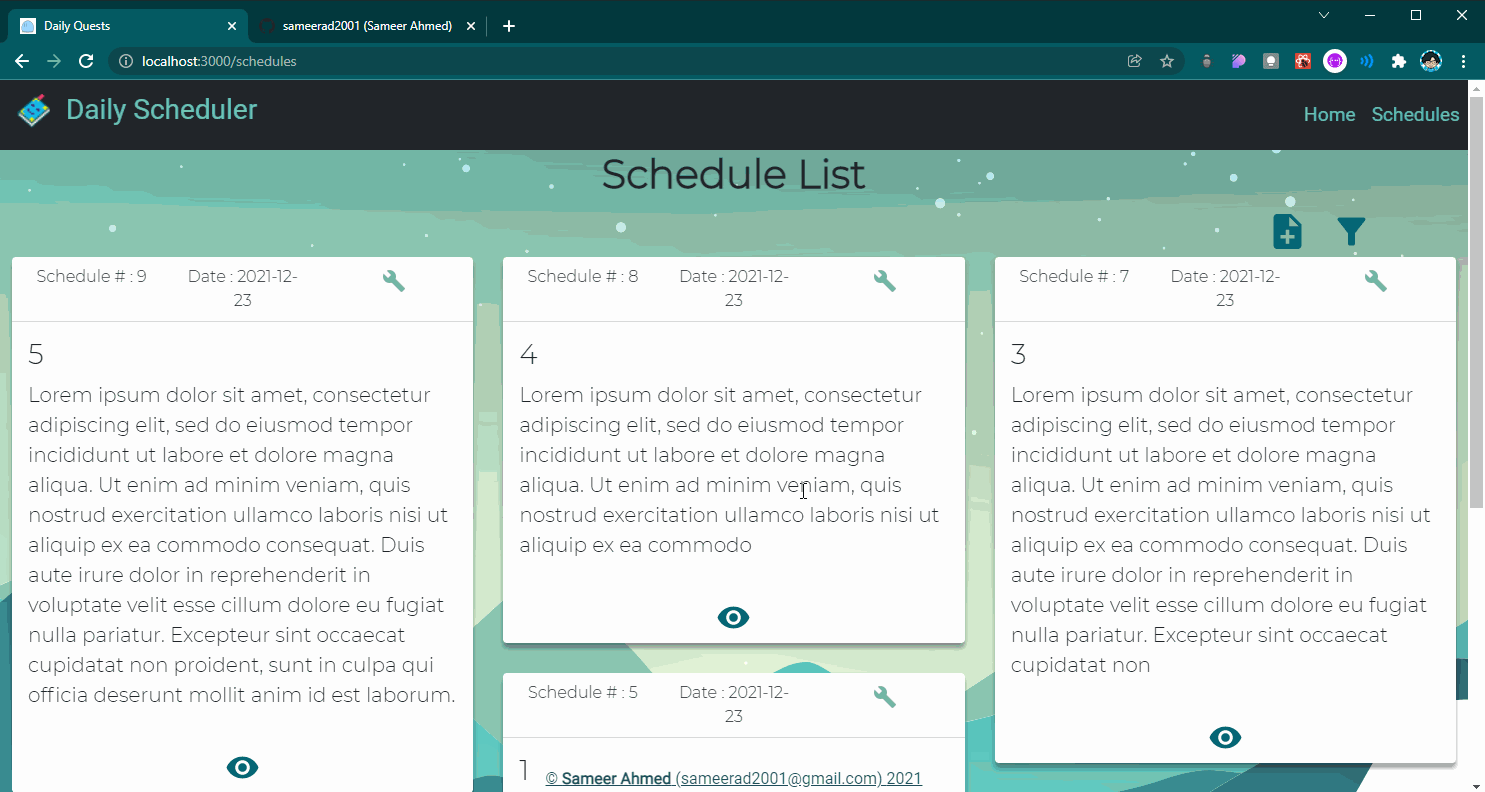 Daily Quests
sameerad2001 (Sameer Ahmed)
localhost:3000/schedules
Daily Scheduler
Home
Schedules
Schedule List
Schedule # : 9
Date : 2021-12-
23
5
Lorem ipsum dolor sit amet, consectetur
adipiscing elit, sed do eiusmod tempor
incididunt ut labore et dolore magna
aliqua. Ut enim ad minim veniam, quis
nostrud exercitation ullamco laboris nisi ut
aliquip ex ea commodo consequat. Duis
aute irure dolor in reprehenderit in
voluptate velit esse cillum dolore eu fugiat
nulla pariatur. Excepteur sint occaecat
cupidatat non proident, sunt in culpa qui
officia deserunt mollit anim id est laborum.
Schedule # : 8
Date : 2021-12-
23
4
Lorem ipsum dolor sit amet, consectetur
adipiscing elit, sed do eiusmod tempor
incididunt ut labore et dolore magna
aliqua. Ut enim ad minim veniam, quis
nostrud exercitation ullamco laboris nisi ut
aliquip ex ea commodo
Schedule # : 5
Date : 2021-12-
23
1
Schedule # : 7
Date : 2021-12-
23
3
Lorem ipsum dolor sit amet, consectetur
adipiscing elit, sed do eiusmod tempor
incididunt ut labore et dolore magna
aliqua. Ut enim ad minim veniam, quis
nostrud exercitation ullamco laboris nisi ut
aliquip ex ea commodo consequat. Duis
aute irure dolor in reprehenderit in
voluptate velit esse cillum dolore eu fugiat
nulla pariatur. Excepteur sint occaecat
cupidatat non
© Sameer Ahmed (sameerad2001@gmail.com) 2021